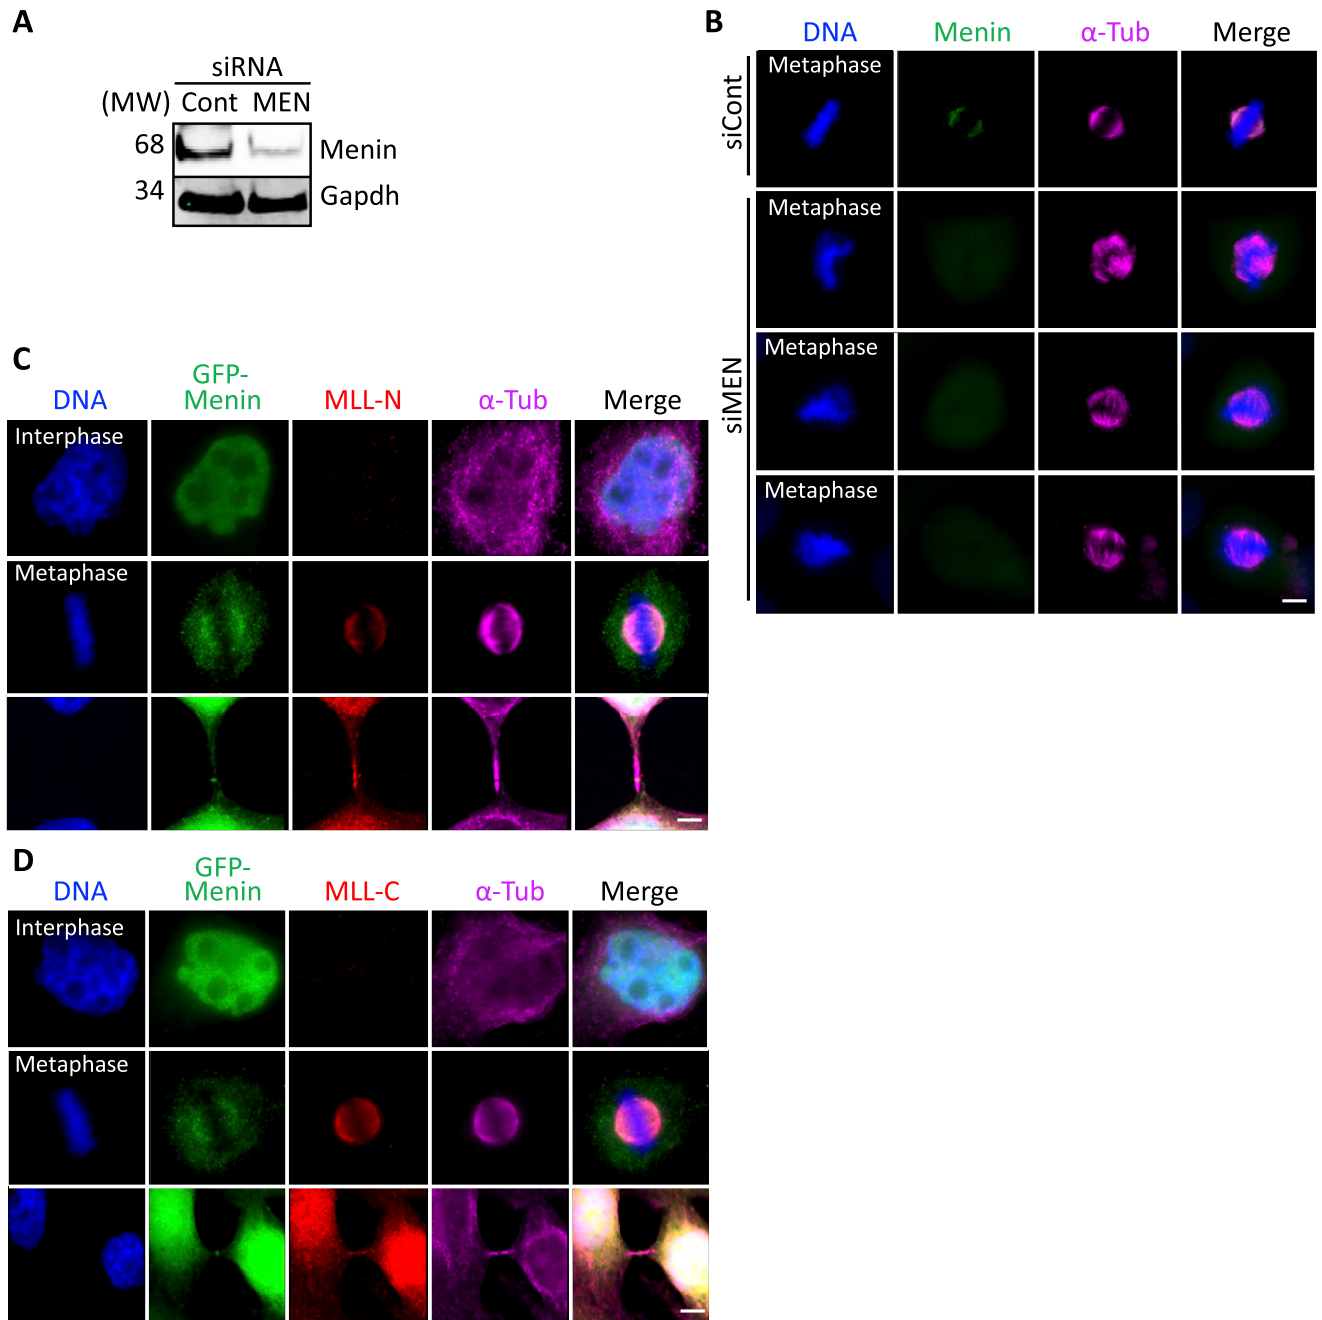 A
siRNA
(MW) Cont MEN
68 Menin
34 Gapdh
B
DNA Menin α-Tub Merge
siCont
Metaphase
siMEN
Metaphase
Metaphase
Metaphase
C
DNA GFP-Menin MLL-N α-Tub Merge
Interphase
Metaphase
D
DNA GFP-Menin MLL-C α-Tub Merge
Interphase
Metaphase